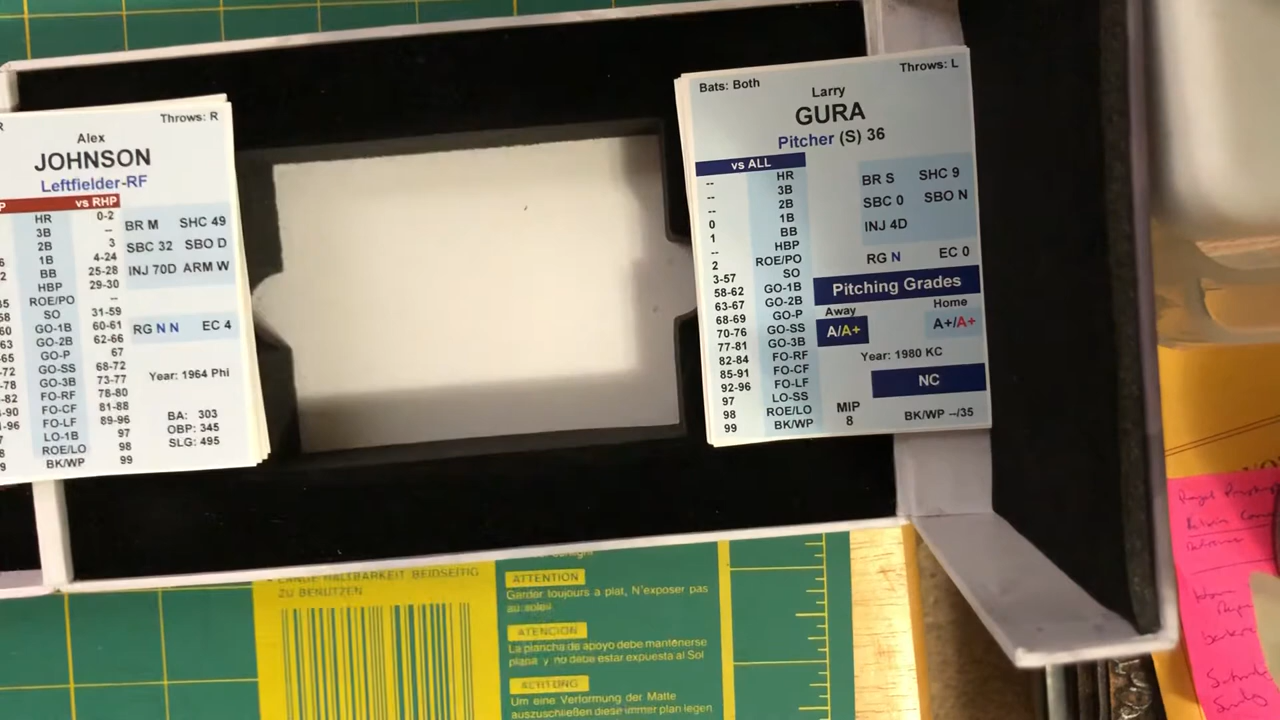 R
Throws: R
Alex
JOHNSON
Leftfielder-RF
P
vs RHP
HR 0-2
3B --
2B 3
1B 4-24
BB 25-28
HBP 29-30
ROE/PO --
SO 31-59
GO-1B 60-61
GO-2B 62-66
GO-P 67
GO-SS 68-72
GO-3B 73-77
FO-RF 78-80
FO-CF 81-88
FO-LF 89-96
LO-1B 97
ROE/LO 98
BK/WP 99
BR M SHC 49
SBC 32 SBO D
INJ 70D ARM W
RG N N EC 4
Year: 1964 Phi
BA: 303
OBP: 345
SLG: 495
Bats: Both Throws: L
Larry
GURA
Pitcher (S) 36
vs ALL
-- HR
-- 3B
-- 2B
0 1B
1 BB
-- HBP
2 ROE/PO
3-57 SO
58-62 GO-1B
63-67 GO-2B
68-69 GO-P
70-76 GO-SS
77-81 GO-3B
82-84 FO-RF
85-91 FO-CF
92-96 FO-LF
97 LO-SS
98 ROE/LO
99 BK/WP
BR S SHC 9
SBC 0 SBO N
INJ 4D
RG N EC 0
Pitching Grades
Away Home
A/A+ A+/A+
Year: 1980 KC
NC
MIP
8
BK/WP --/35
LANGE HALTBARKEIT BEIDSEITIG
ZU BENUTZEN
ATTENTION
Garder toujours a plat, N'exposer pas
au soleil
ATENCION
La plancha de apoyo debe mantenerse
plana y no debe estar expuesta al Sol
ACHTUNG
Um eine Verformung der Matte
auszuschließen diese immer plan legen